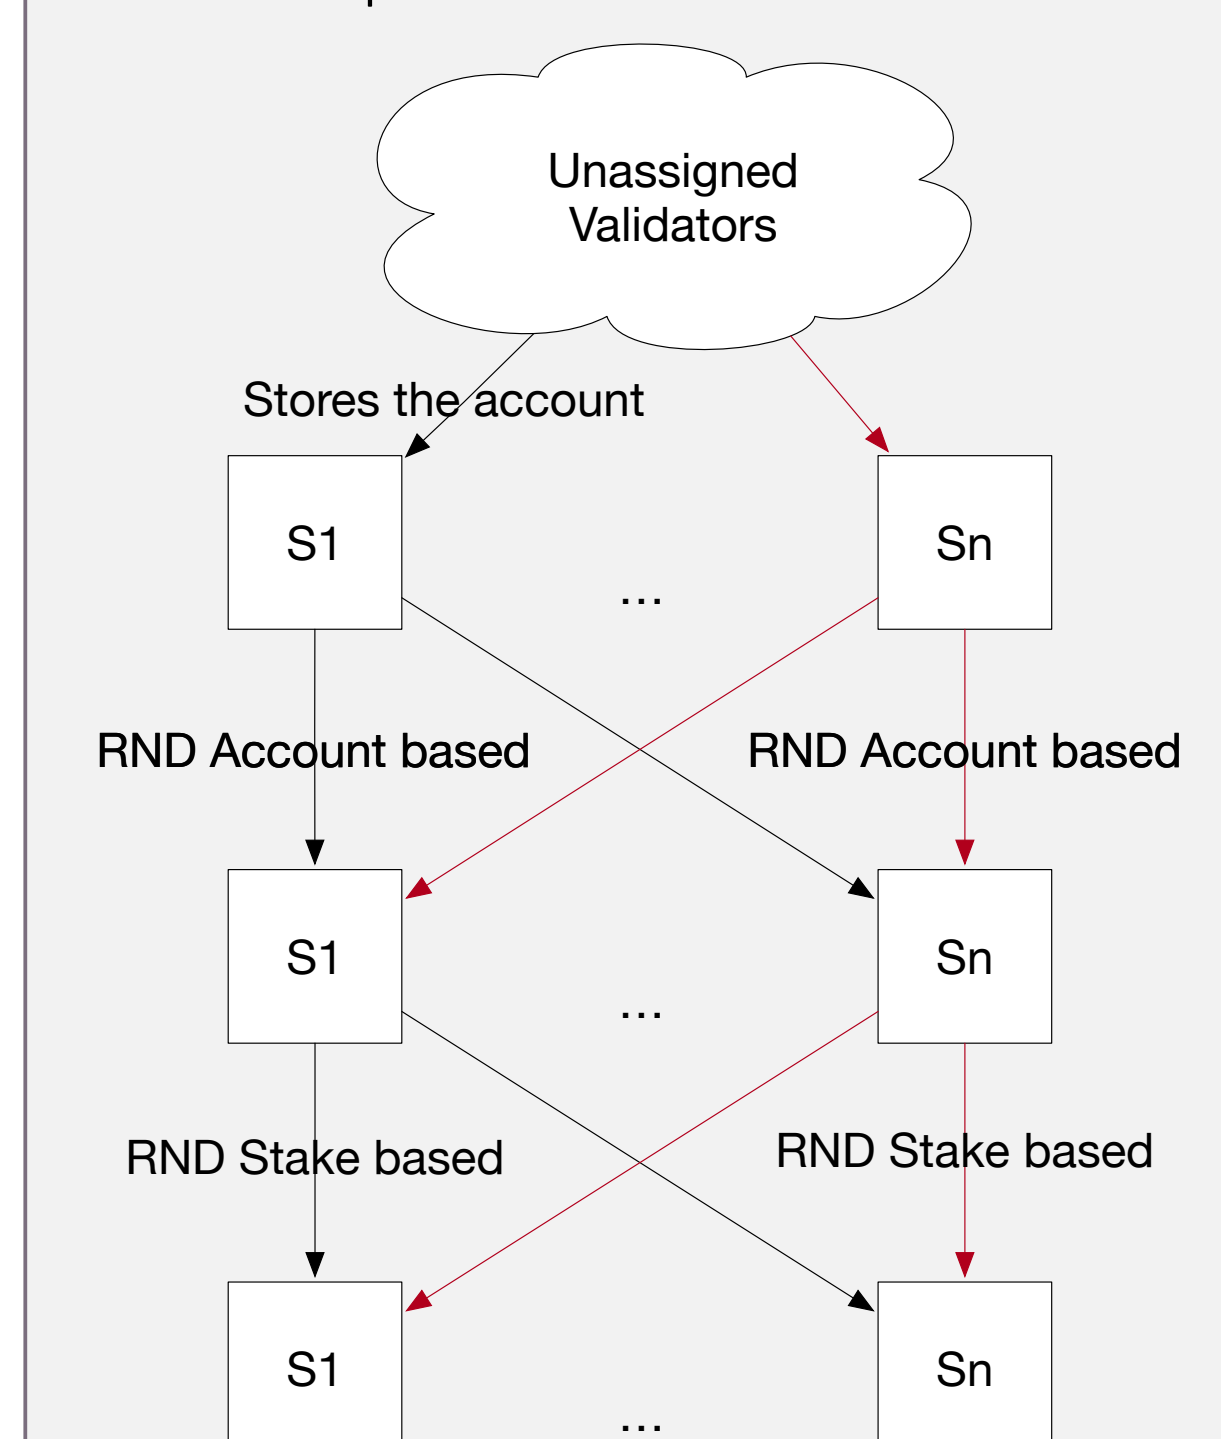 Unassigned
Validators
Stores the account
S1
Sn
...
RND Account based
RND Account based
S1
Sn
...
RND Stake based
RND Stake based
S1
Sn
...